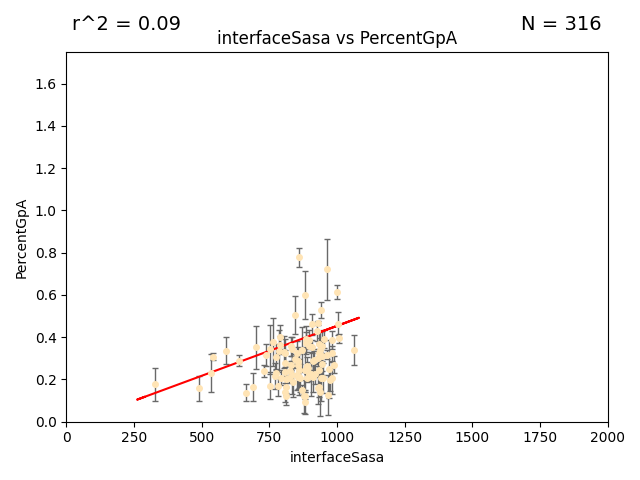 r^2 = 0.09
N = 316
interfaceSasa vs PercentGpA
PercentGpA
1.6
1.4
1.2
1.0
0.8
0.6
0.4
0.2
0.0
0 250 500 750 1000 1250 1500 1750 2000
interfaceSasa